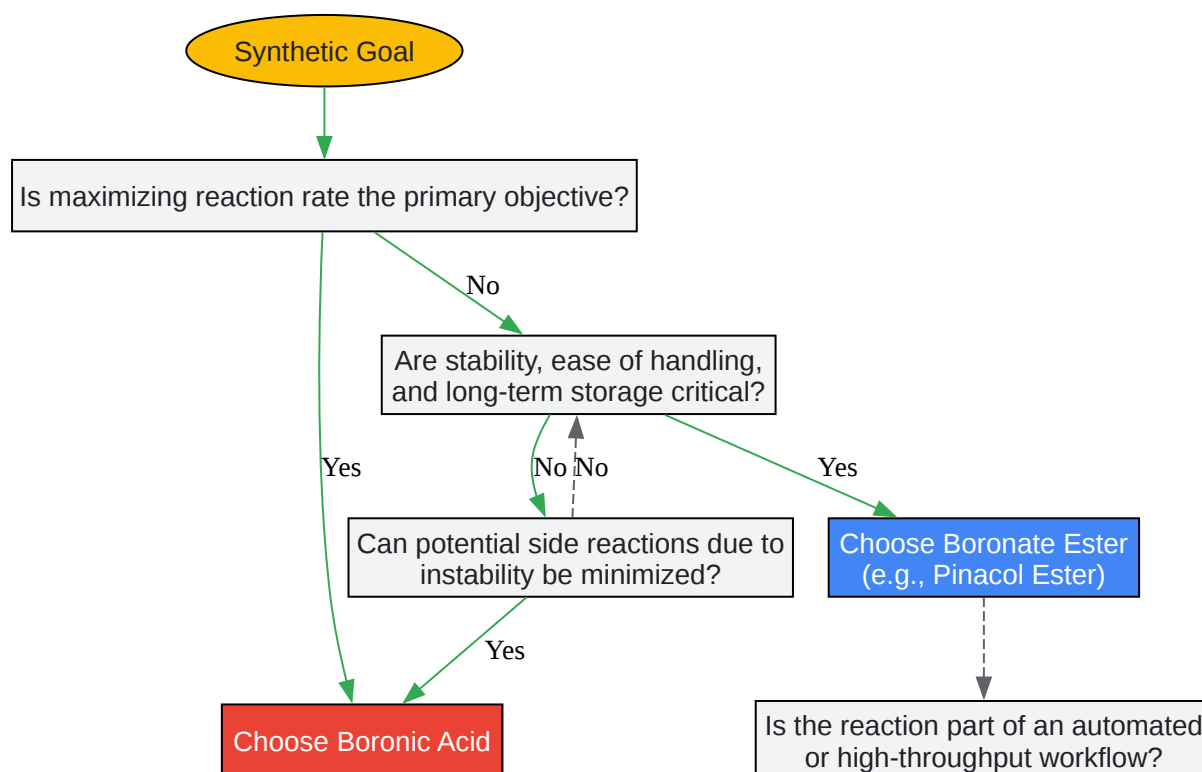 Synthetic Goal
Is maximizing reaction rate the primary objective?
No
Are stability, ease of handling,
and long-term storage critical?
Yes
No
No
Yes
Can potential side reactions due to
instability be minimized?
Choose Boronate Ester
(e.g., Pinacol Ester)
Yes
Choose Boronic Acid
Is the reaction part of an automated
or high-throughput workflow?